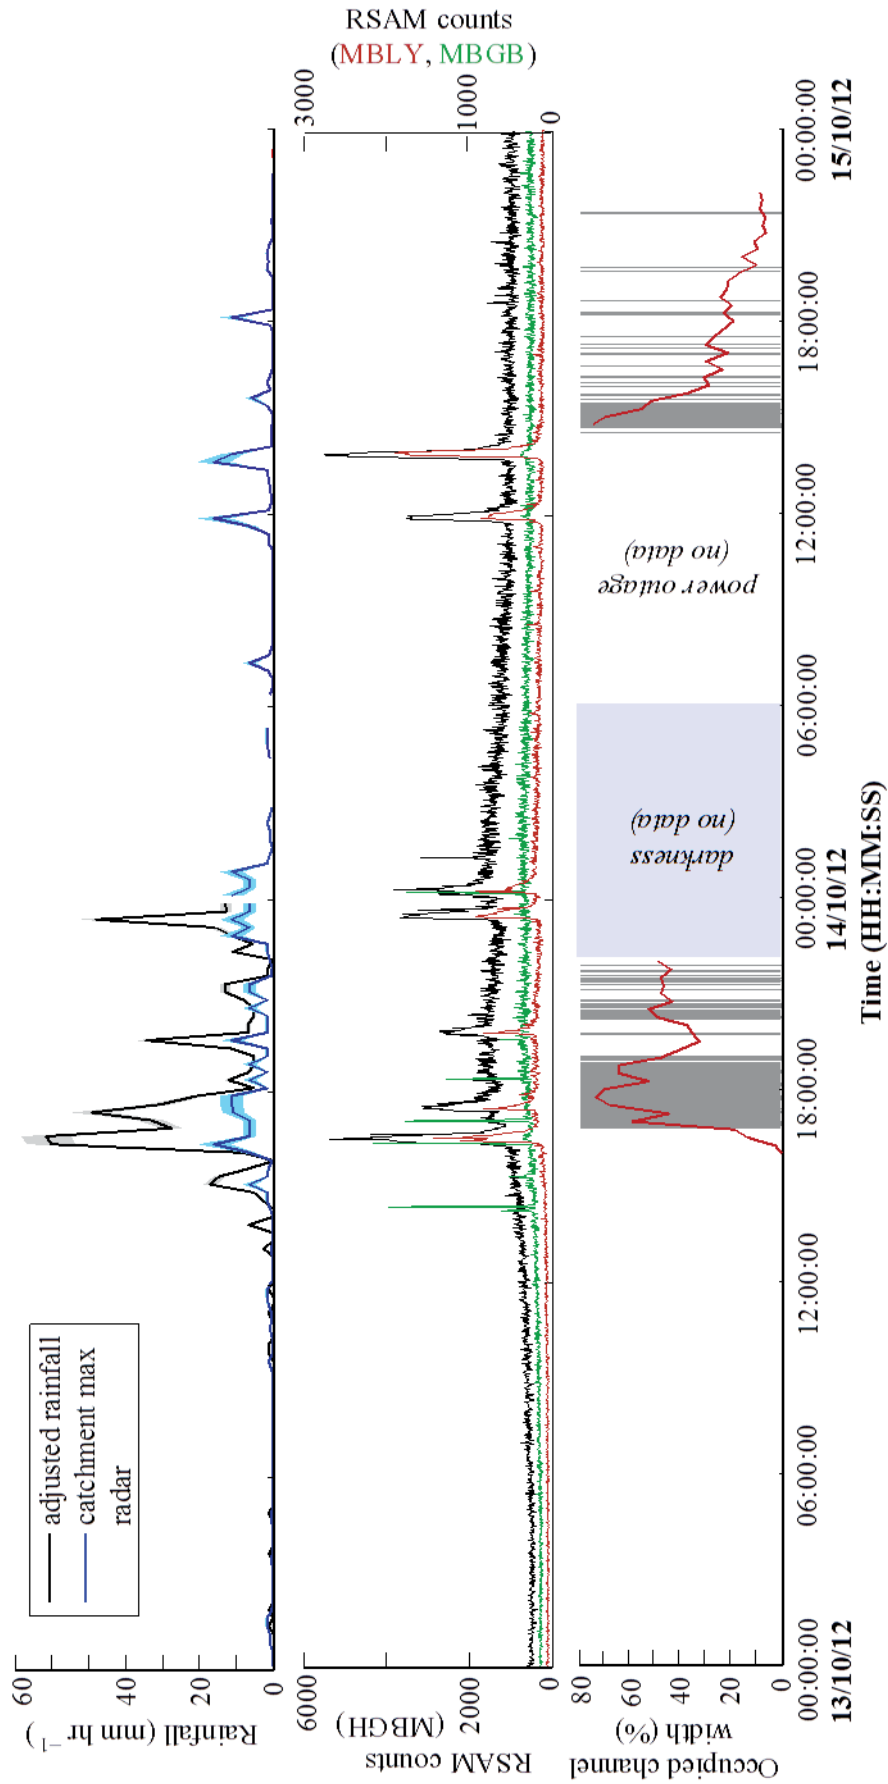 adjusted rainfall
catchment max
radar
Rainfall (mm hr⁻¹)
60
40
20
0
RSAM counts
(MBGH)
6000
2000
0
RSAM counts
(MBLY, MBGB)
3000
1000
0
Occupied channel
width (%)
80
60
40
20
0
darkness
(no data)
power outage
(no data)
00:00:00
06:00:00
12:00:00
18:00:00
00:00:00
06:00:00
12:00:00
18:00:00
00:00:00
13/10/12
14/10/12
15/10/12
Time (HH:MM:SS)